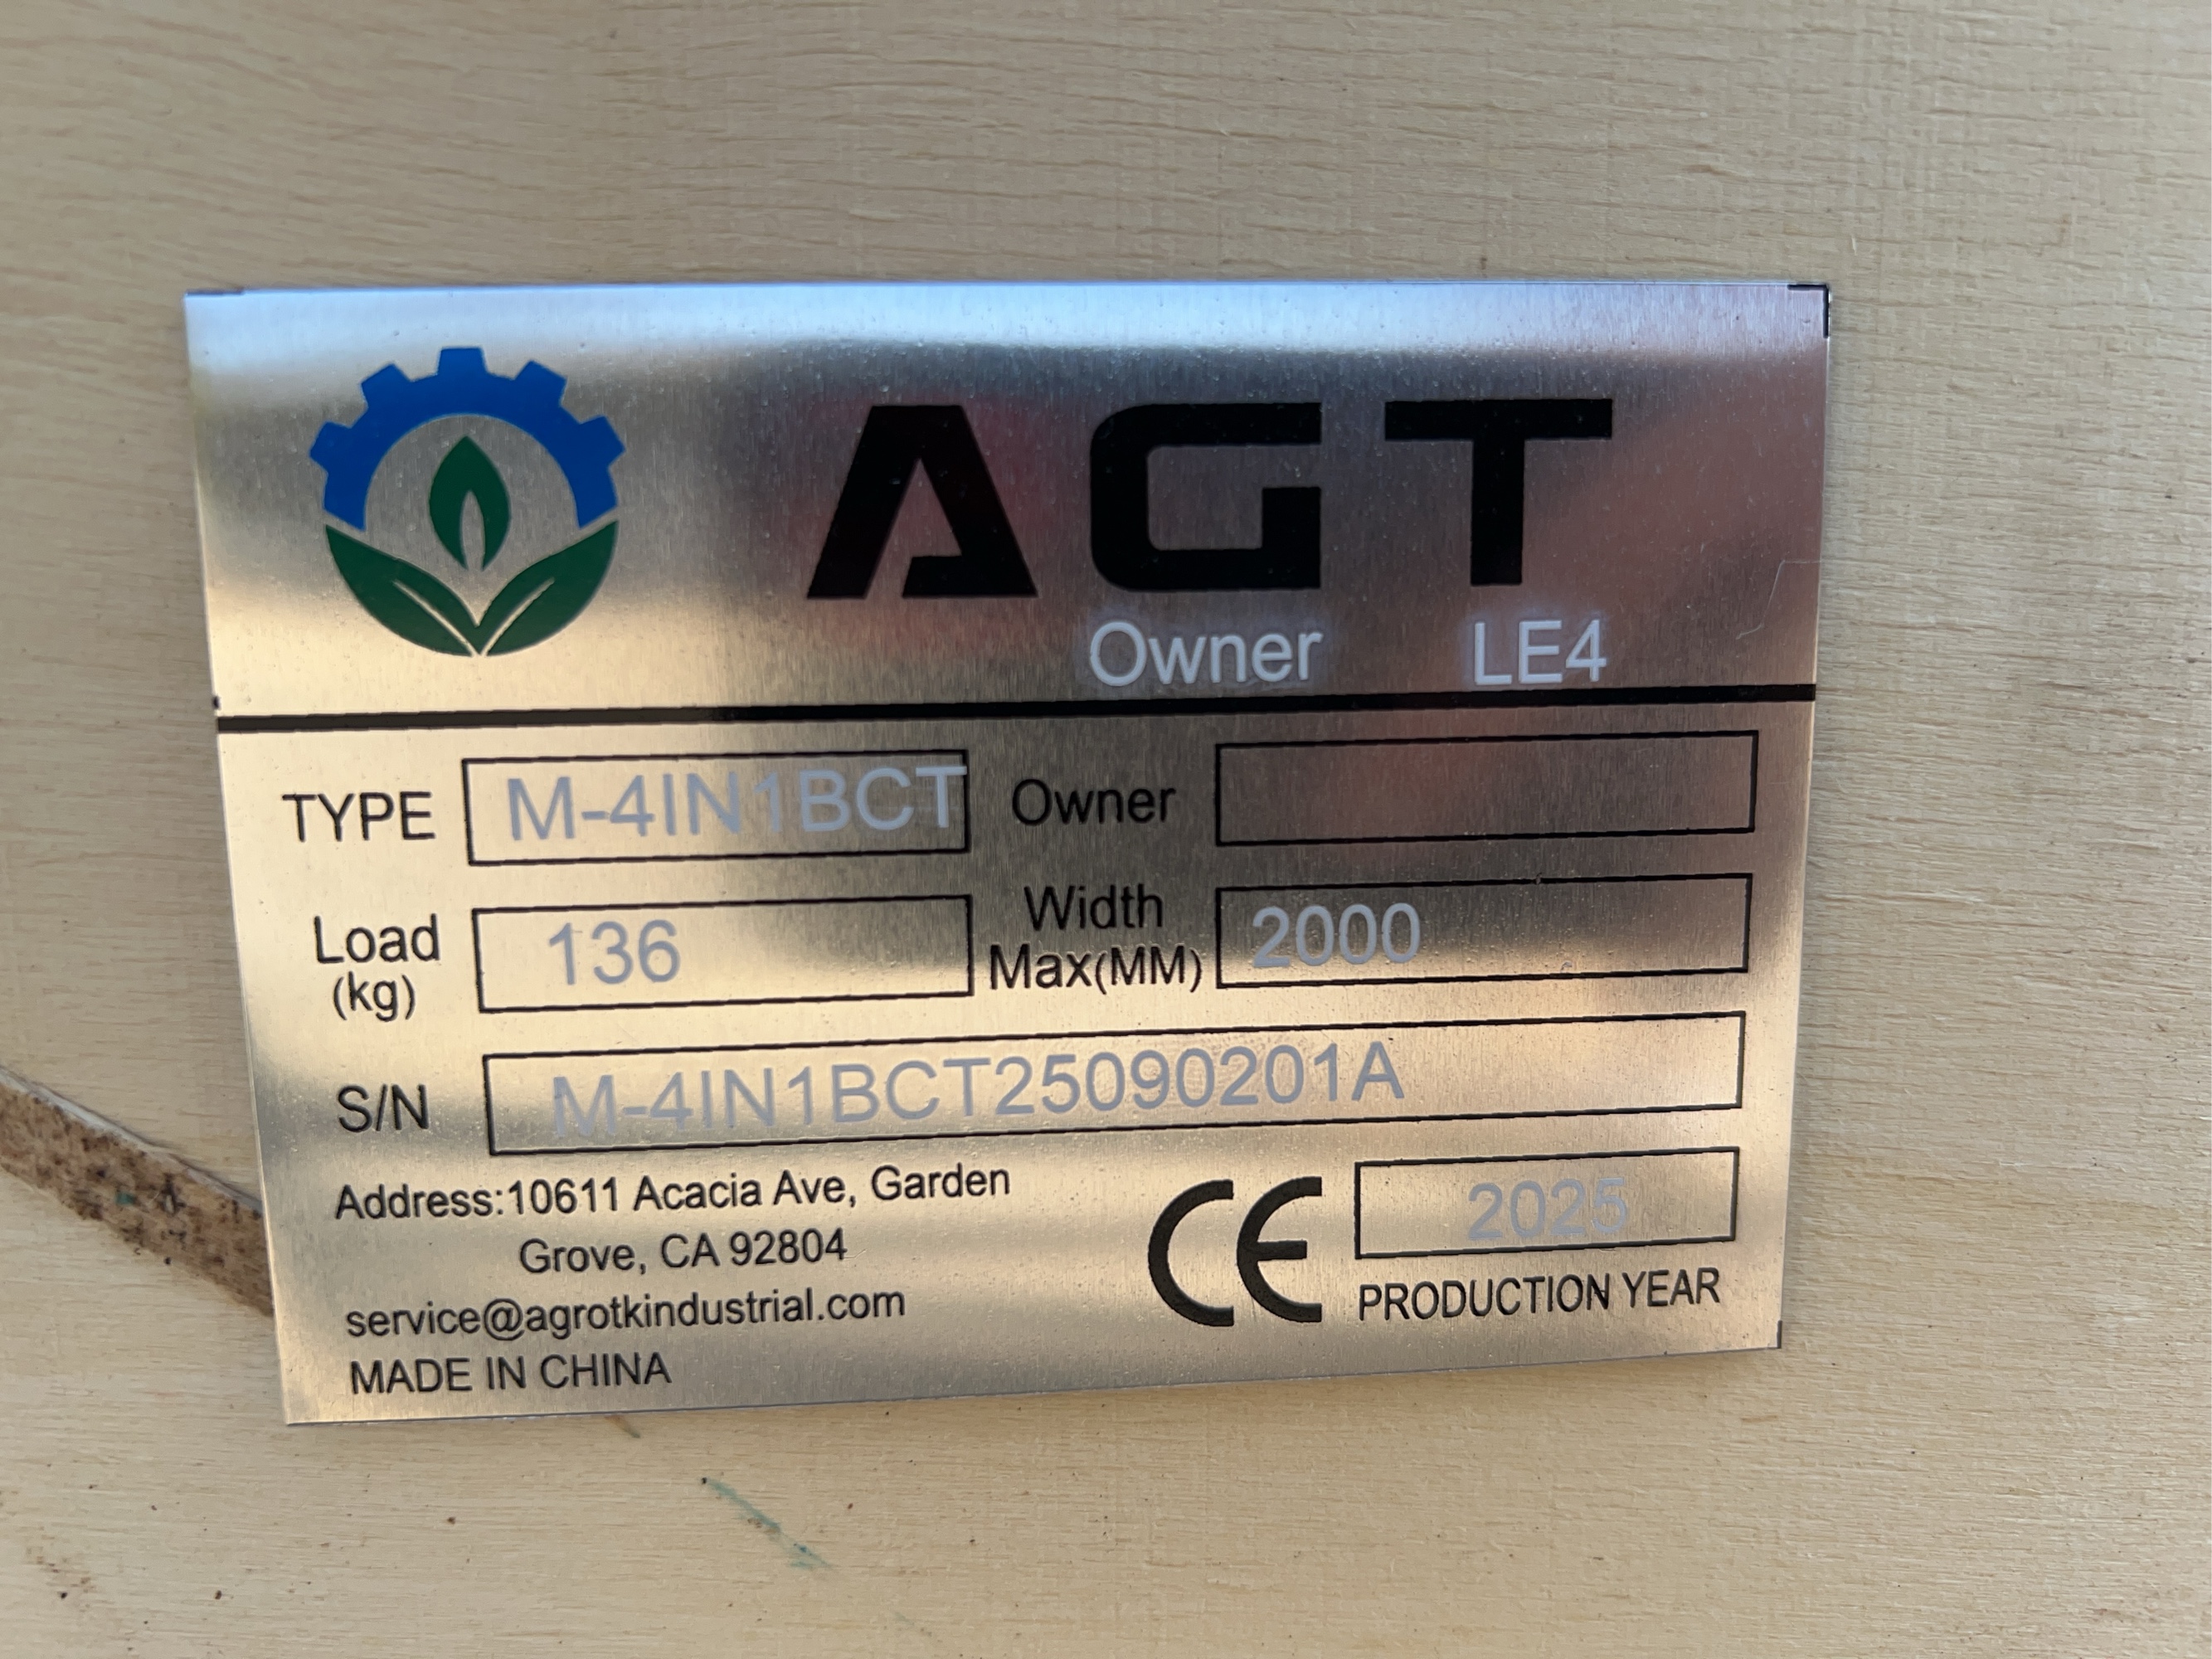 AGT
Owner LE4
TYPE M-4IN1BCT Owner
Load (kg) 136 Width Max(MM) 2000
S/N M-4IN1BCT25090201A
Address:10611 Acacia Ave, Garden
Grove, CA 92804
service@agrotkindustrial.com
MADE IN CHINA
CE 2025
PRODUCTION YEAR